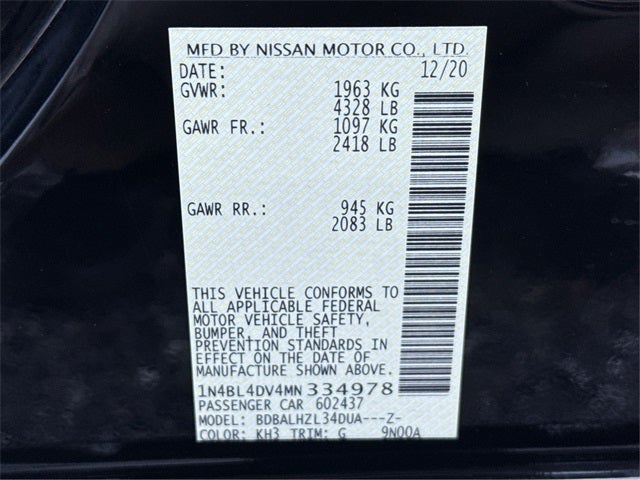 MFD BY NISSAN MOTOR CO., LTD.
DATE: 12/20
GVWR: 1963 KG
4328 LB
GAWR FR.: 1097 KG
2418 LB
GAWR RR.: 945 KG
2083 LB
THIS VEHICLE CONFORMS TO
ALL APPLICABLE FEDERAL
MOTOR VEHICLE SAFETY,
BUMPER, AND THEFT
PREVENTION STANDARDS IN
EFFECT ON THE DATE OF
MANUFACTURE SHOWN ABOVE.
1N4BL4DV4MN334978
PASSENGER CAR 602437
MODEL: BDBALHZL34DUA---Z-
COLOR: KH3 TRIM: G 9N00A